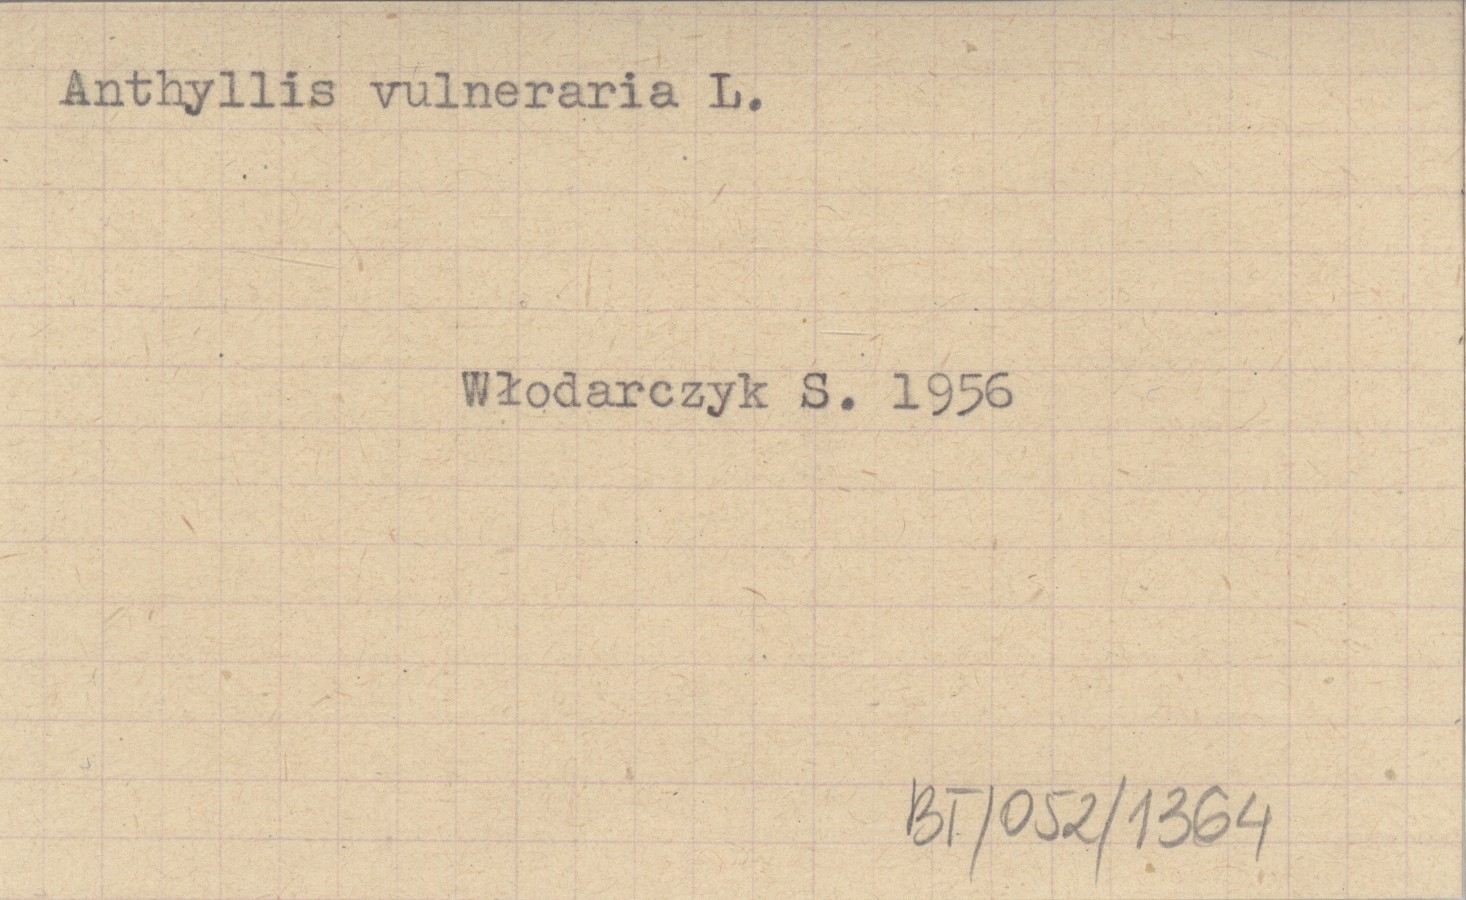 Anthyllis vulneraria L.
Włodarczyk S. 1956
BT/052/1364